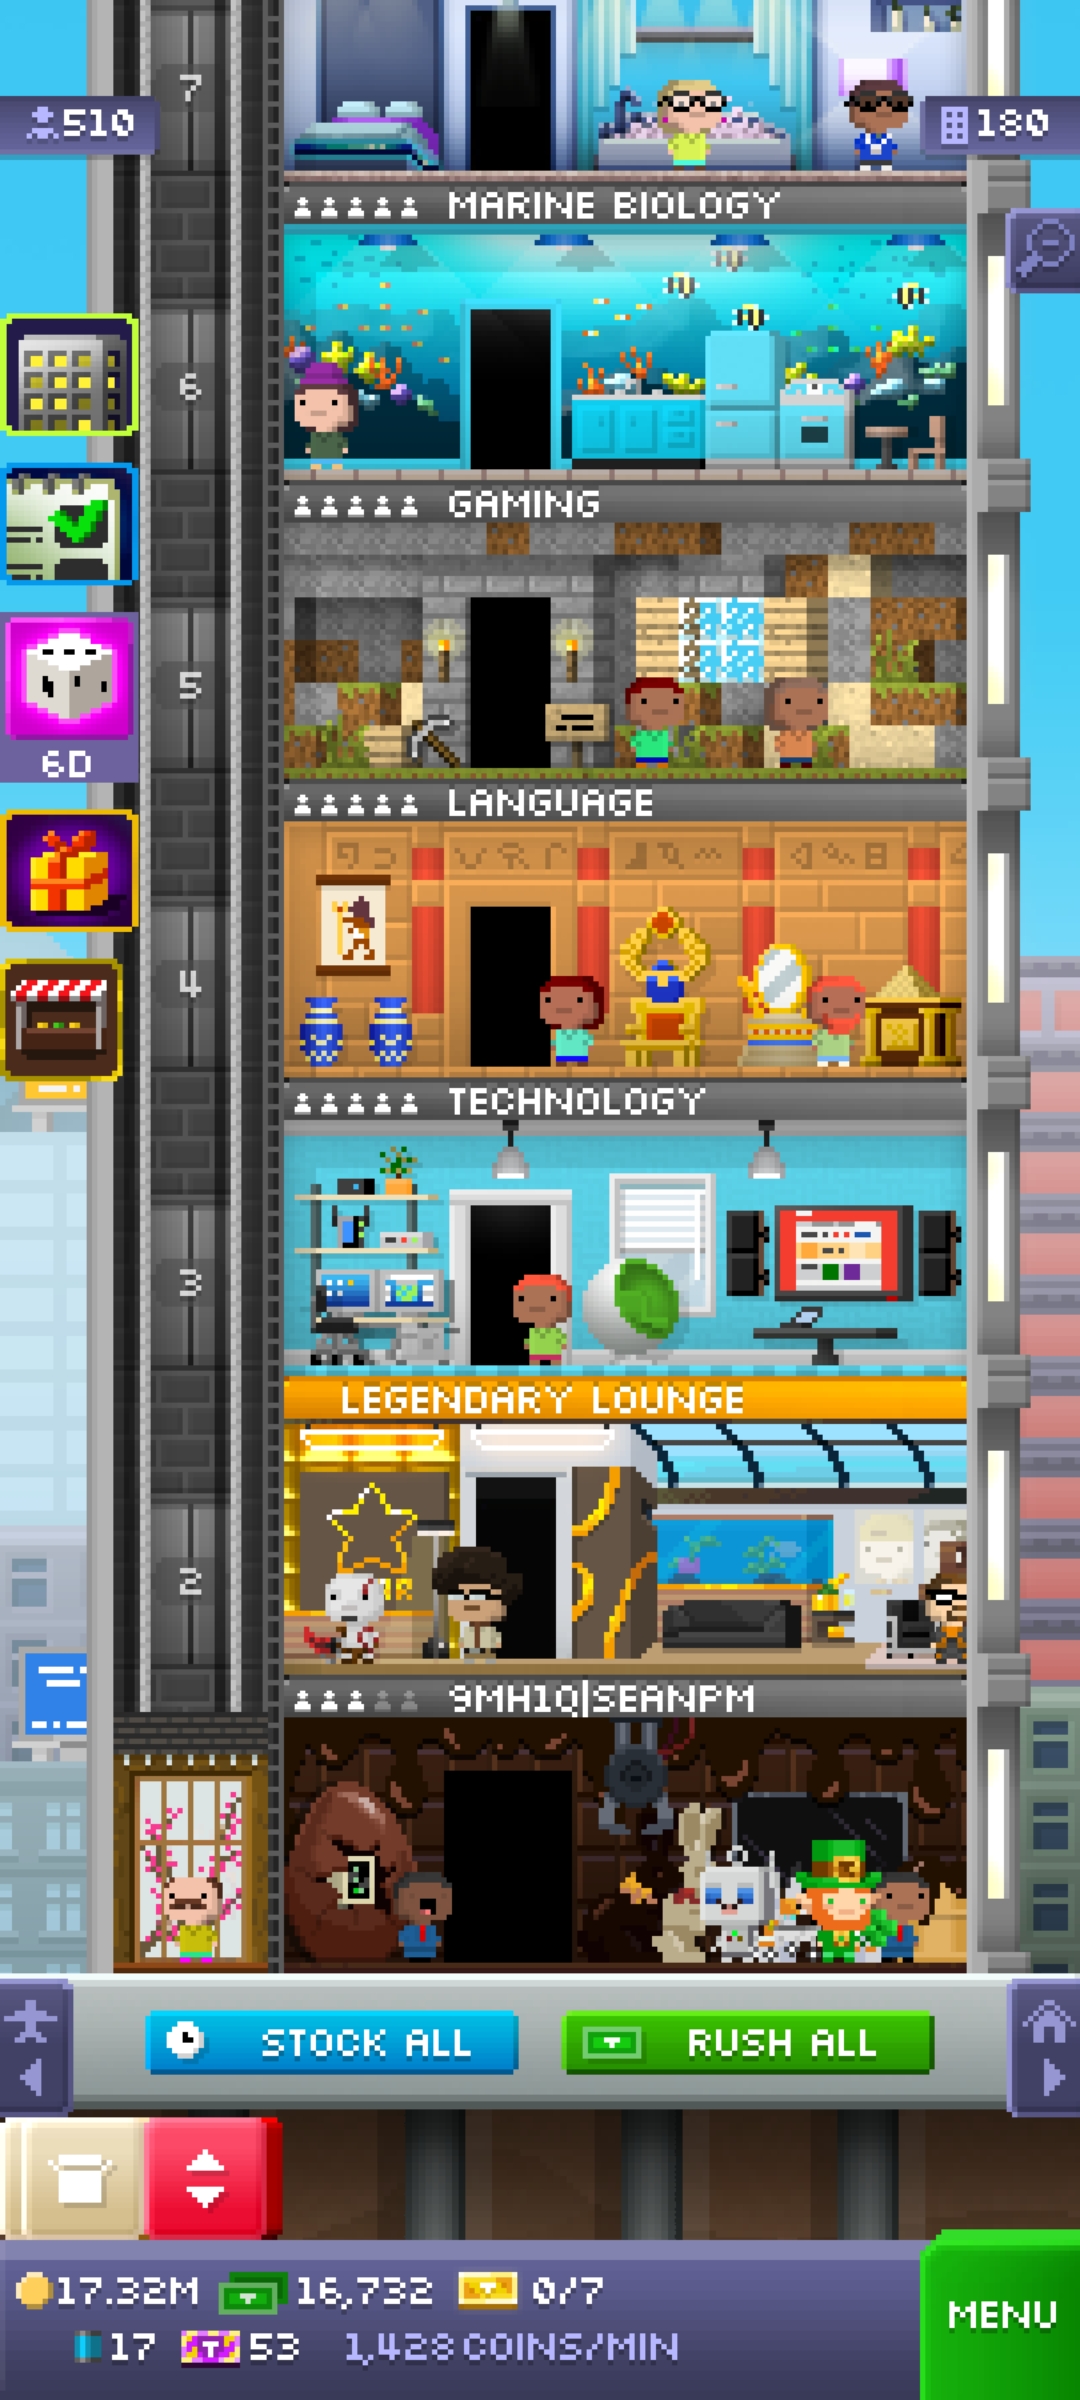 7
510
180
MARINE BIOLOGY
6
GAMING
5
6D
LANGUAGE
4
TECHNOLOGY
3
LEGENDARY LOUNGE
2
9MH1Q|SEANPM
STOCK ALL
RUSH ALL
17.32M 16,732 0/7
MENU
17 53 1,428 COINS/MIN